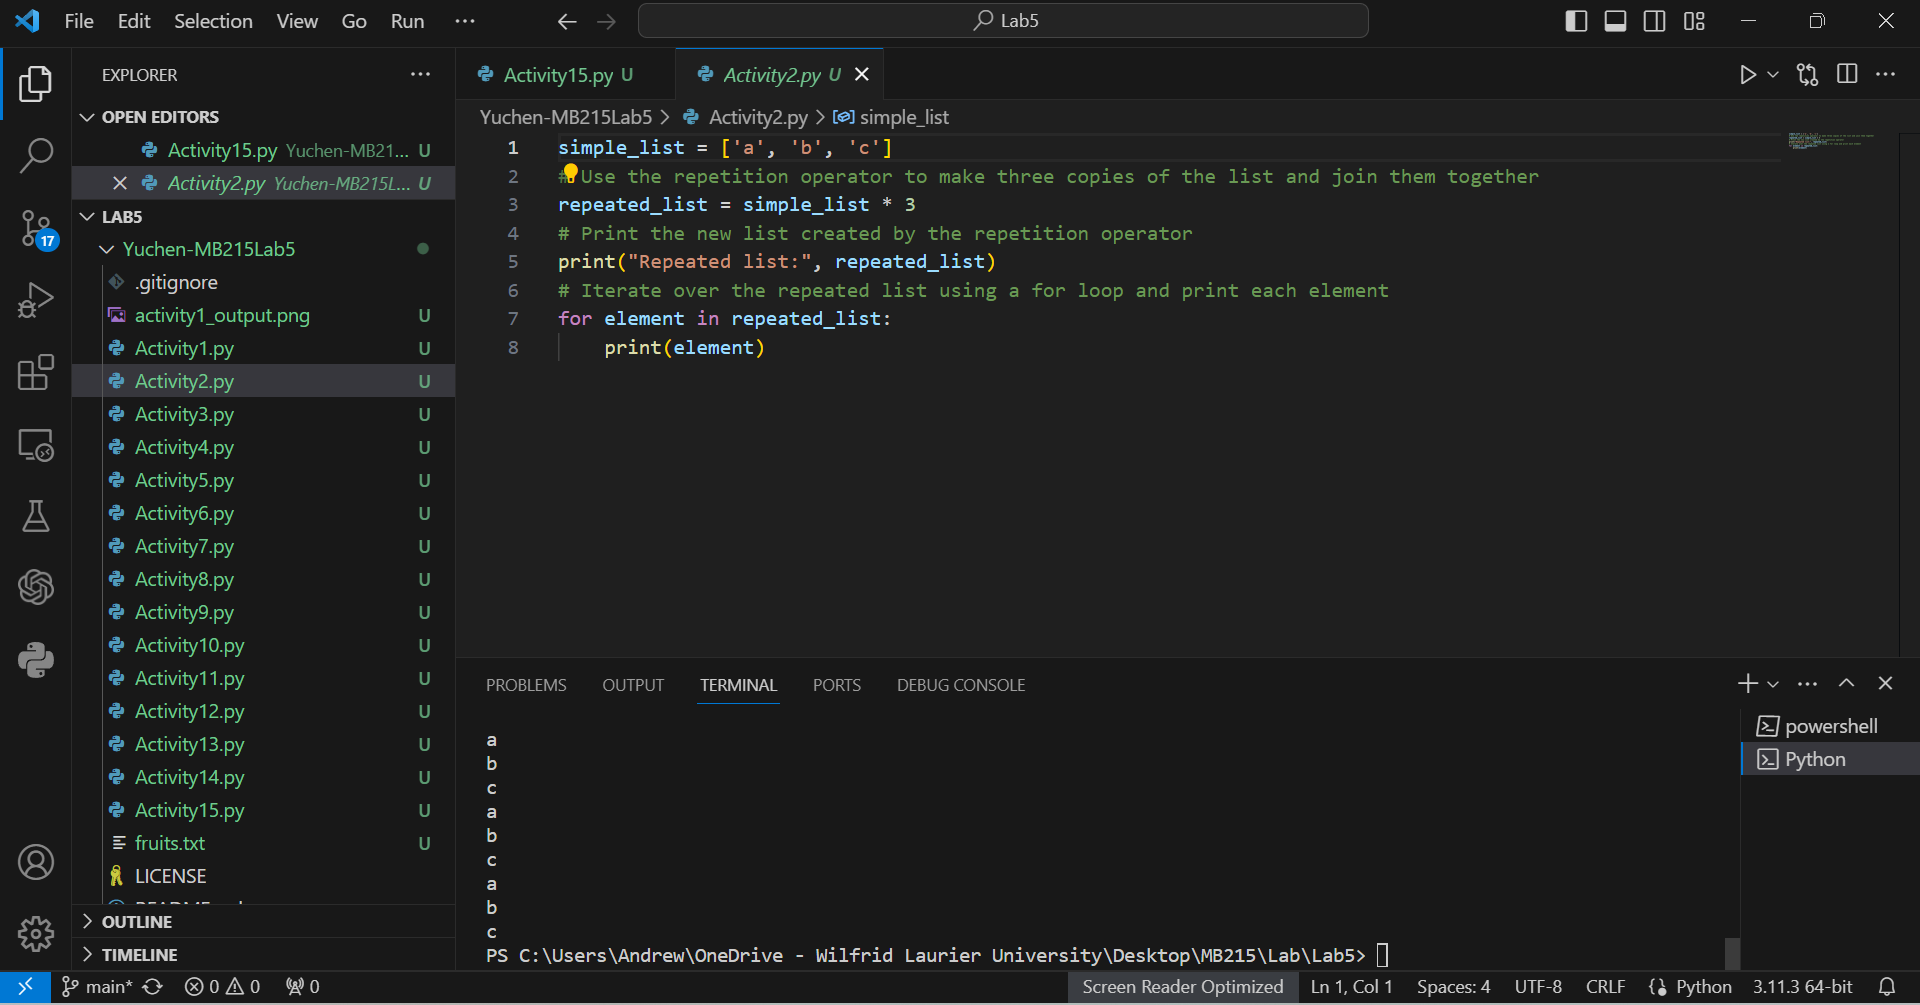 File Edit Selection View Go Run ···
Lab5
EXPLORER ···
OPEN EDITORS
Activity15.py Yuchen-MB21... U
Activity2.py Yuchen-MB215L... U
LAB5
Yuchen-MB215Lab5
.gitignore
activity1_output.png U
Activity1.py U
Activity2.py U
Activity3.py U
Activity4.py U
Activity5.py U
Activity6.py U
Activity7.py U
Activity8.py U
Activity9.py U
Activity10.py U
Activity11.py U
Activity12.py U
Activity13.py U
Activity14.py U
Activity15.py U
fruits.txt U
LICENSE
OUTLINE
TIMELINE
17
Activity15.py U
Activity2.py U
Yuchen-MB215Lab5 > Activity2.py > simple_list
1 simple_list = ['a', 'b', 'c']
2 # Use the repetition operator to make three copies of the list and join them together
3 repeated_list = simple_list * 3
4 # Print the new list created by the repetition operator
5 print("Repeated list:", repeated_list)
6 # Iterate over the repeated list using a for loop and print each element
7 for element in repeated_list:
8     print(element)
PROBLEMS OUTPUT TERMINAL PORTS DEBUG CONSOLE
a
b
c
a
b
c
a
b
c
PS C:\Users\Andrew\OneDrive - Wilfrid Laurier University\Desktop\MB215\Lab\Lab5>
powershell
Python
main* 0 0 0 Screen Reader Optimized Ln 1, Col 1 Spaces: 4 UTF-8 CRLF Python 3.11.3 64-bit